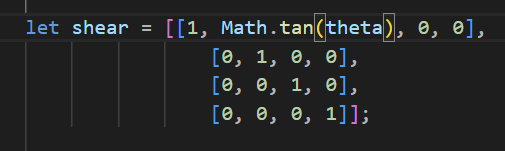 let shear = [[1, Math.tan(theta), 0, 0],
[0, 1, 0, 0],
[0, 0, 1, 0],
[0, 0, 0, 1]];